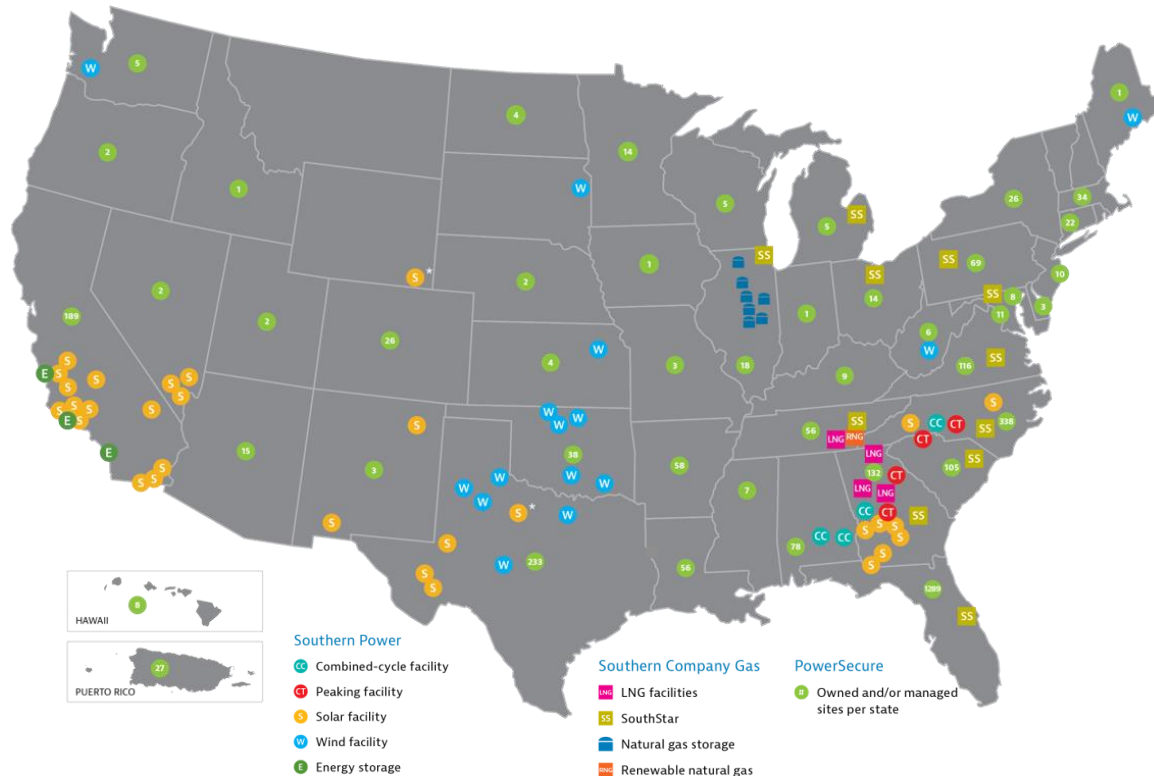 1
5
W
W
4
2
14
1
W
5
26
34
SS
5
22
SS
1
SS
69
S *
2
SS
10
2
SS
8
14
3
189
2
1
11
26
6
W
W
SS
4
3
18
116
S
E
S
S
S
S
S
S
9
S
S
S
S
S
S
E
S
W
W
W
S
SS
56
S
CC
CT
338
LNG
RNG
CT
SS
E
15
3
38
LNG
SS
S
S
S
W
W
W
58
132
CT
105
W
W
7
LNG
LNG
S *
W
CC
CT
SS
S
S
S
S
S
CC
CC
78
S
233
W
S
S
S
S
56
1289
8
HAWAII
SS
27
PUERTO RICO
Southern Power
CC Combined-cycle facility
CT Peaking facility
S Solar facility
W Wind facility
E Energy storage
Southern Company Gas
LNG LNG facilities
SS SouthStar
Natural gas storage
RNG Renewable natural gas
PowerSecure
# Owned and/or managed
sites per state